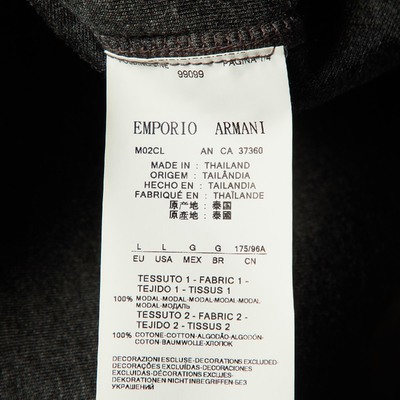 PAGINA 1/4
99099
EMPORIO ARMANI
M02CL AN CA 37360
MADE IN : THAILAND
ORIGEM : TAILÂNDIA
HECHO EN : TAILANDIA
FABRIQUÉ EN : THAÏLANDE
原产地 : 泰国
原產地 : 泰國
L L G G 175/96A
EU USA MEX BR CN
TESSUTO 1 - FABRIC 1 -
TEJIDO 1 - TISSUS 1
100% MODAL-MODAL-MODAL-MODAL-MODAL
MODAL-МОДАЛЬ
TESSUTO 2 - FABRIC 2 -
TEJIDO 2 - TISSUS 2
100% COTONE-COTTON-ALGODÃO-ALGODÓN-
COTON-BAUMWOLLE-ХЛОПОК
DECORAZIONI ESCLUSE-DECORATIONS EXCLUDED-
DECORAÇÕES EXCLUÍDAS-DECORACIONES
EXCLUIDAS-DÉCORATIONS EXCLUES-
DEKORATIONEN NICHT INBEGRIFFEN-БЕЗ
УКРАШЕНИЙ